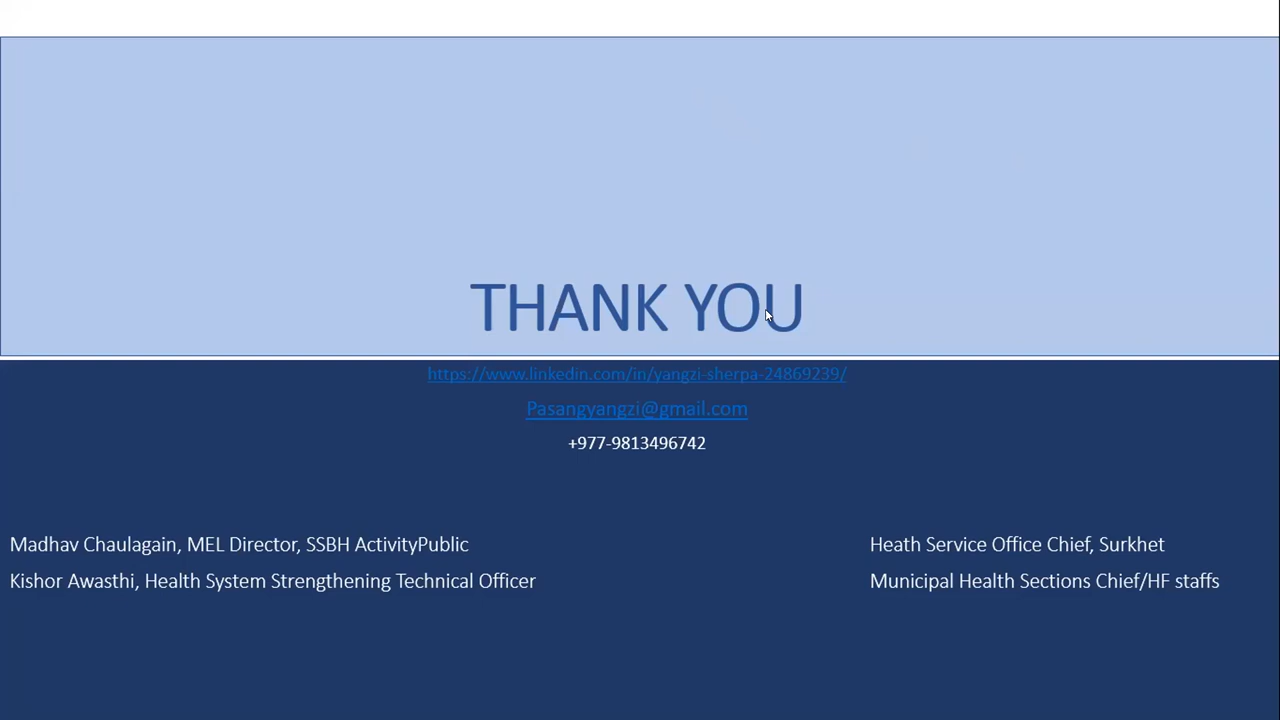 THANK YOU
https://www.linkedin.com/in/yangzi-sherpa-24869239/
Pasangyangzi@gmail.com
+977-9813496742
Madhav Chaulagain, MEL Director, SSBH ActivityPublic
Kishor Awasthi, Health System Strengthening Technical Officer
Heath Service Office Chief, Surkhet
Municipal Health Sections Chief/HF staffs